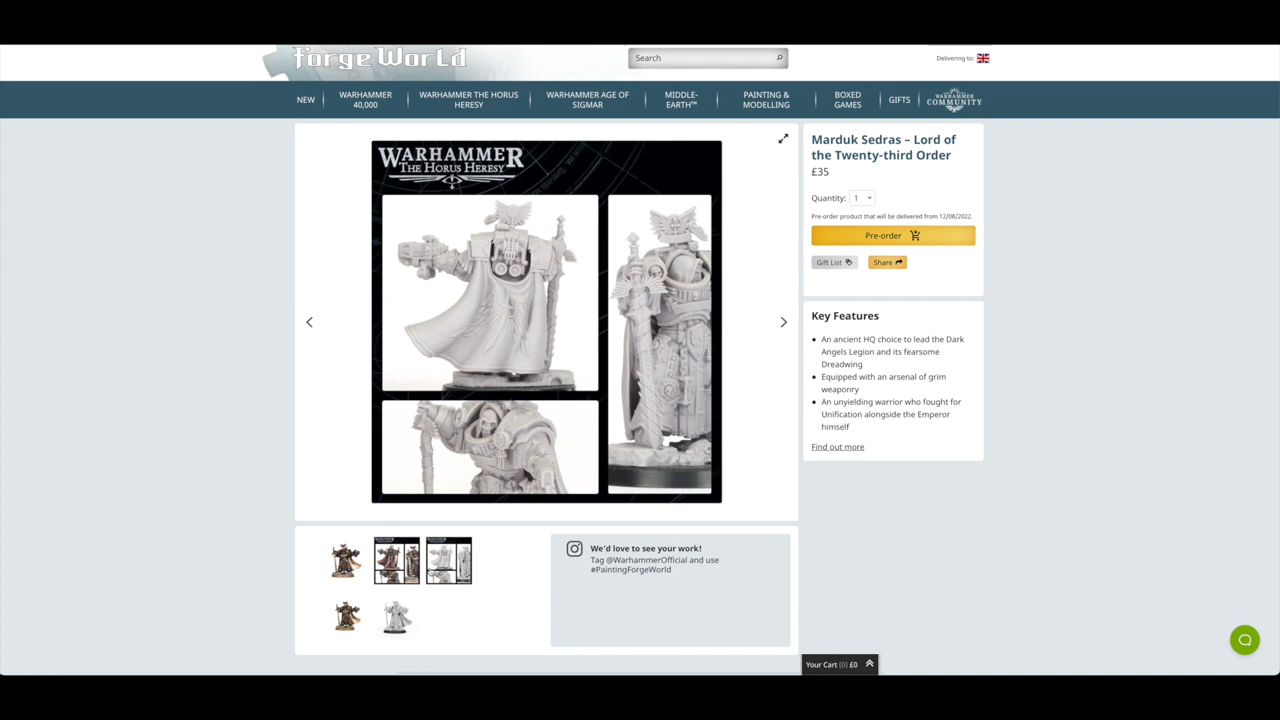 forgeWorld
Search
Delivering to:
NEW
WARHAMMER
40,000
WARHAMMER THE HORUS
HERESY
WARHAMMER AGE OF
SIGMAR
MIDDLE-
EARTH™
PAINTING &
MODELLING
BOXED
GAMES
GIFTS
WARHAMMER
COMMUNITY
WARHAMMER
THE HORUS HERESY
Marduk Sedras – Lord of
the Twenty-third Order
£35
Quantity: 1
Pre-order product that will be delivered from 12/08/2022.
Pre-order
Gift List
Share
Key Features
An ancient HQ choice to lead the Dark
Angels Legion and its fearsome
Dreadwing
Equipped with an arsenal of grim
weaponry
An unyielding warrior who fought for
Unification alongside the Emperor
himself
Find out more
We'd love to see your work!
Tag @WarhammerOfficial and use
#PaintingForgeWorld
Your Cart (0) £0